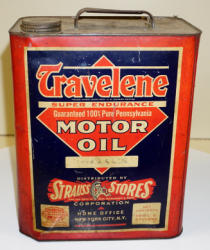 Travelene
SUPER ENDURANCE
Guaranteed 100% Pure Pennsylvania
MOTOR
OIL
DISTRIBUTED BY
STRAUSS STORES
CORPORATION
HOME OFFICE
NEW YORK CITY, N.Y.